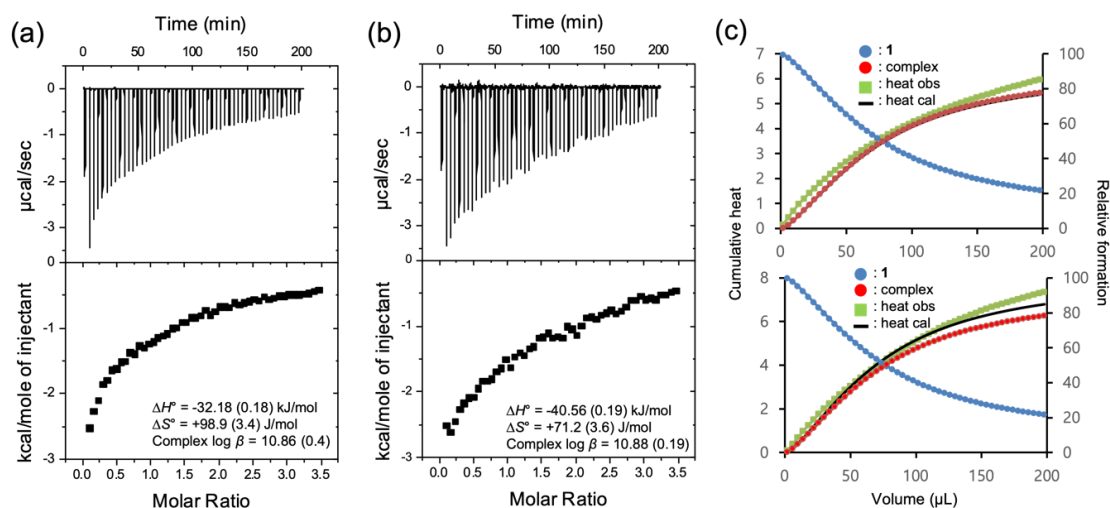 (a)
Time (min)
0 50 100 150 200
0
-1
-2
-3
µcal/sec
-1
-2
-3
kcal/mole of injectant
ΔH° = -32.18 (0.18) kJ/mol
ΔS° = +98.9 (3.4) J/mol
Complex log β = 10.86 (0.4)
0.0 0.5 1.0 1.5 2.0 2.5 3.0 3.5
Molar Ratio
(b)
Time (min)
0 50 100 150 200
0
-1
-2
-3
µcal/sec
-1
-2
kcal/mole of injectant
ΔH° = -40.56 (0.19) kJ/mol
ΔS° = +71.2 (3.6) J/mol
Complex log β = 10.88 (0.19)
0.0 0.5 1.0 1.5 2.0 2.5 3.0 3.5
Molar Ratio
(c)
7
6
5
4
3
2
1
0
: 1
: complex
: heat obs
: heat cal
100
80
60
40
20
0
0 50 100 150 200
Cumulative heat
Relative formation
8
6
4
2
0
: 1
: complex
: heat obs
: heat cal
100
80
60
40
20
0
0 50 100 150 200
Volume (µL)